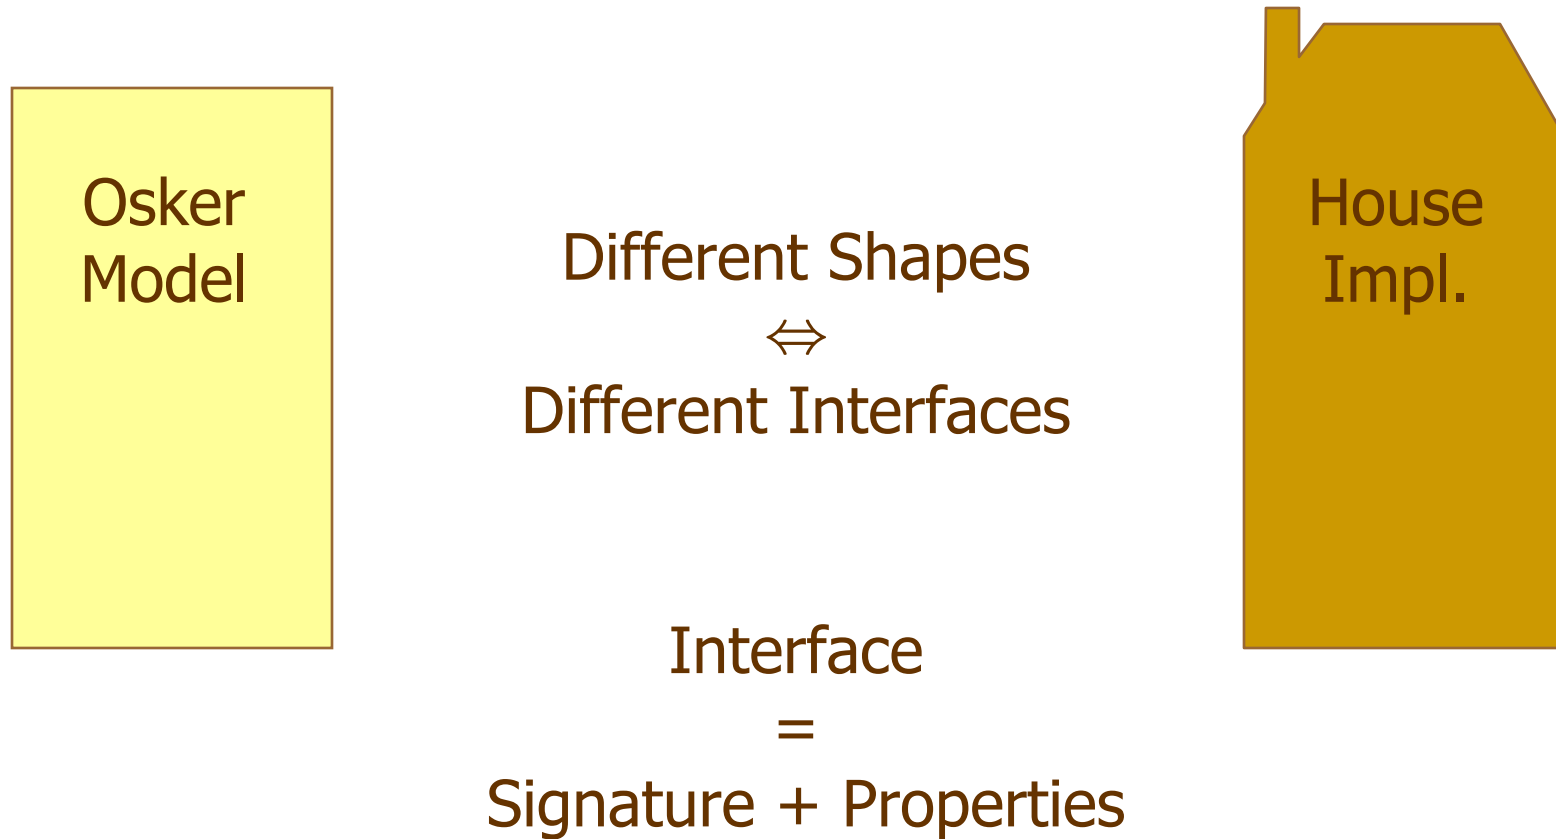 Osker
Model
Different Shapes
⇔
Different Interfaces
House
Impl.
Interface
=
Signature + Properties